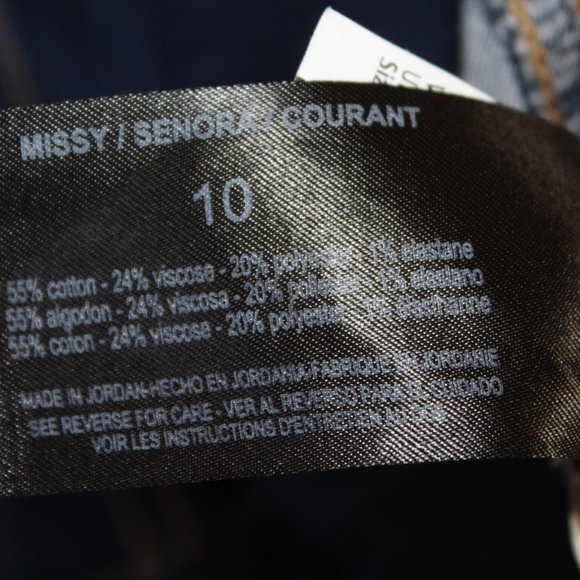 MISSY / SENORA / COURANT
10
55% cotton - 24% viscosa - 20% polyester - 1% elastane
55% algodon - 24% viscosa - 20% poliester - 1% elastano
55% coton - 24% viscose - 20% polyester - 1% elasthanne
MADE IN JORDAN-HECHO EN JORDANIA-FABRIQUE EN JORDANIE
SEE REVERSE FOR CARE - VER AL REVERSO PARA EL CUIDADO
VOIR LES INSTRUCTIONS D'ENTRETIEN AU DOS